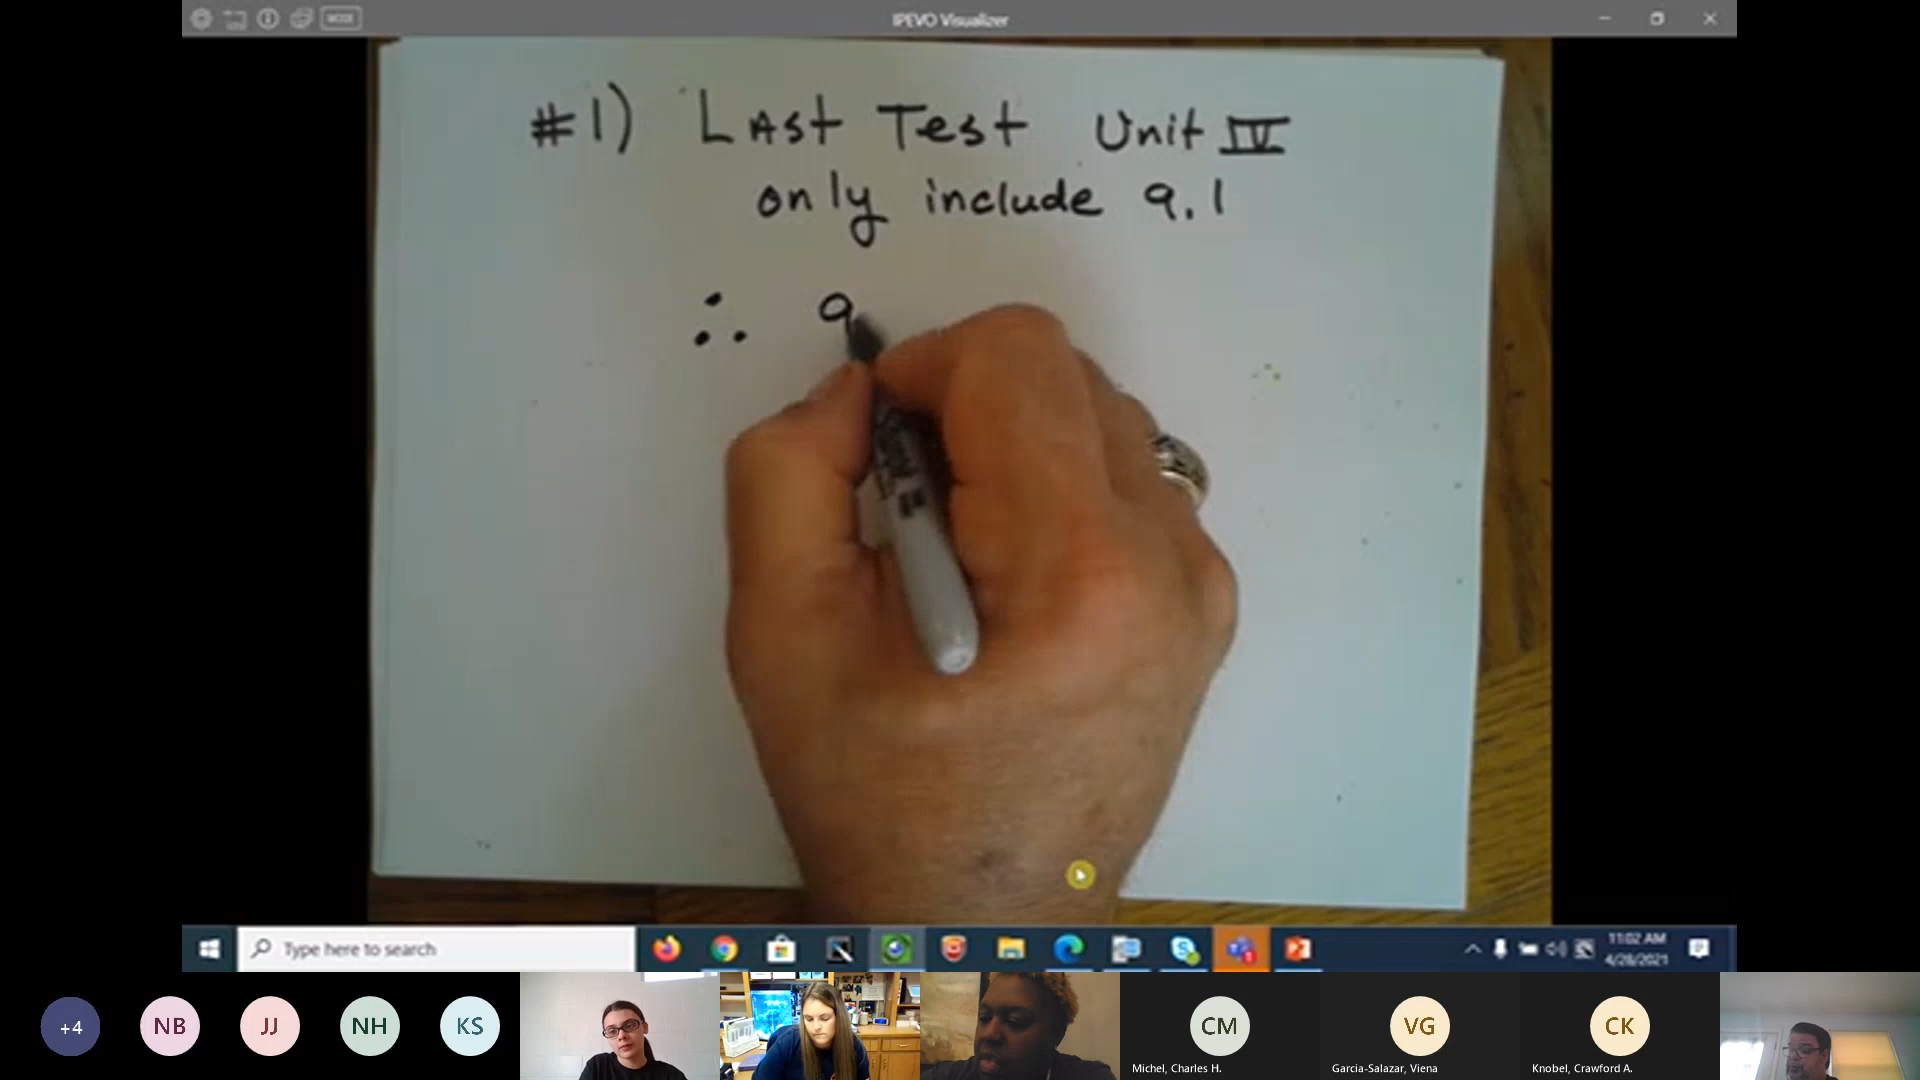 IPEVO Visualizer
MODE
#1) LAst Test Unit IV
only include 9.1
∴ 9
Type here to search
11:02 AM
4/28/2021
+4
NB
JJ
NH
KS
CM
VG
CK
Michel, Charles H.
Garcia-Salazar, Viena
Knobel, Crawford A.